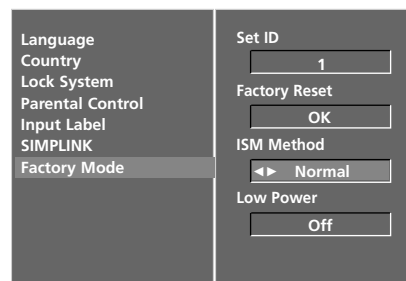 Language
Country
Lock System
Parental Control
Input Label
SIMPLINK
Factory Mode
Set ID
1
Factory Reset
OK
ISM Method
◄► Normal
Low Power
Off